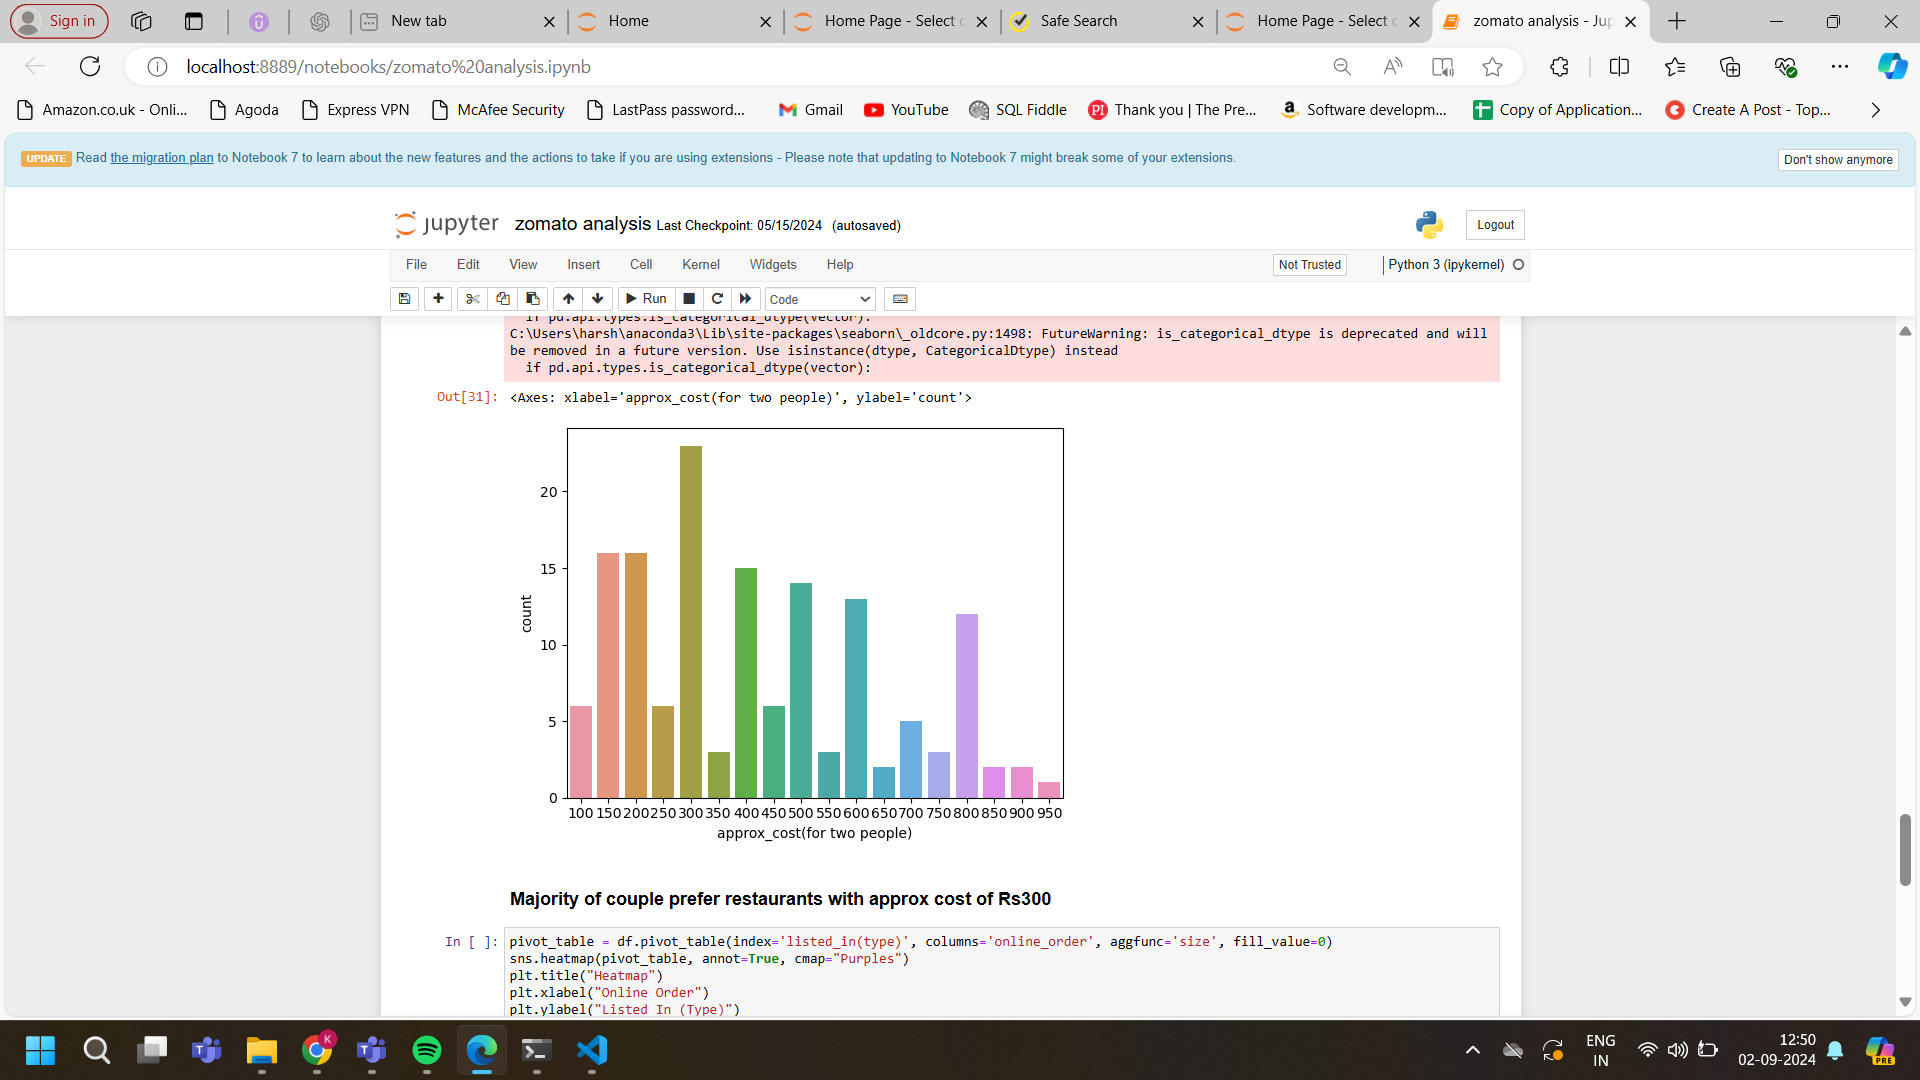 Sign in
New tab
Home
Home Page - Select
Safe Search
Home Page - Select
zomato analysis - Jup
localhost:8889/notebooks/zomato%20analysis.ipynb
Amazon.co.uk - Onli...
Agoda
Express VPN
McAfee Security
LastPass password...
Gmail
YouTube
SQL Fiddle
Thank you | The Pre...
Software developm...
Copy of Application...
Create A Post - Top...
UPDATE Read the migration plan to Notebook 7 to learn about the new features and the actions to take if you are using extensions - Please note that updating to Notebook 7 might break some of your extensions.
Don't show anymore
jupyter zomato analysis Last Checkpoint: 05/15/2024 (autosaved)
Logout
File Edit View Insert Cell Kernel Widgets Help
Not Trusted
Python 3 (ipykernel)
Run
Code
if pd.api.types.is_categorical_dtype(vector):
C:\Users\harsh\anaconda3\Lib\site-packages\seaborn\_oldcore.py:1498: FutureWarning: is_categorical_dtype is deprecated and will
be removed in a future version. Use isinstance(dtype, CategoricalDtype) instead
if pd.api.types.is_categorical_dtype(vector):
Out[31]: <Axes: xlabel='approx_cost(for two people)', ylabel='count'>
20
15
10
5
0
count
100 150 200 250 300 350 400 450 500 550 600 650 700 750 800 850 900 950
approx_cost(for two people)
Majority of couple prefer restaurants with approx cost of Rs300
In [ ]: pivot_table = df.pivot_table(index='listed_in(type)', columns='online_order', aggfunc='size', fill_value=0)
sns.heatmap(pivot_table, annot=True, cmap="Purples")
plt.title("Heatmap")
plt.xlabel("Online Order")
plt.ylabel("Listed In (Type)")
K
ENG
IN
12:50
02-09-2024
PRE